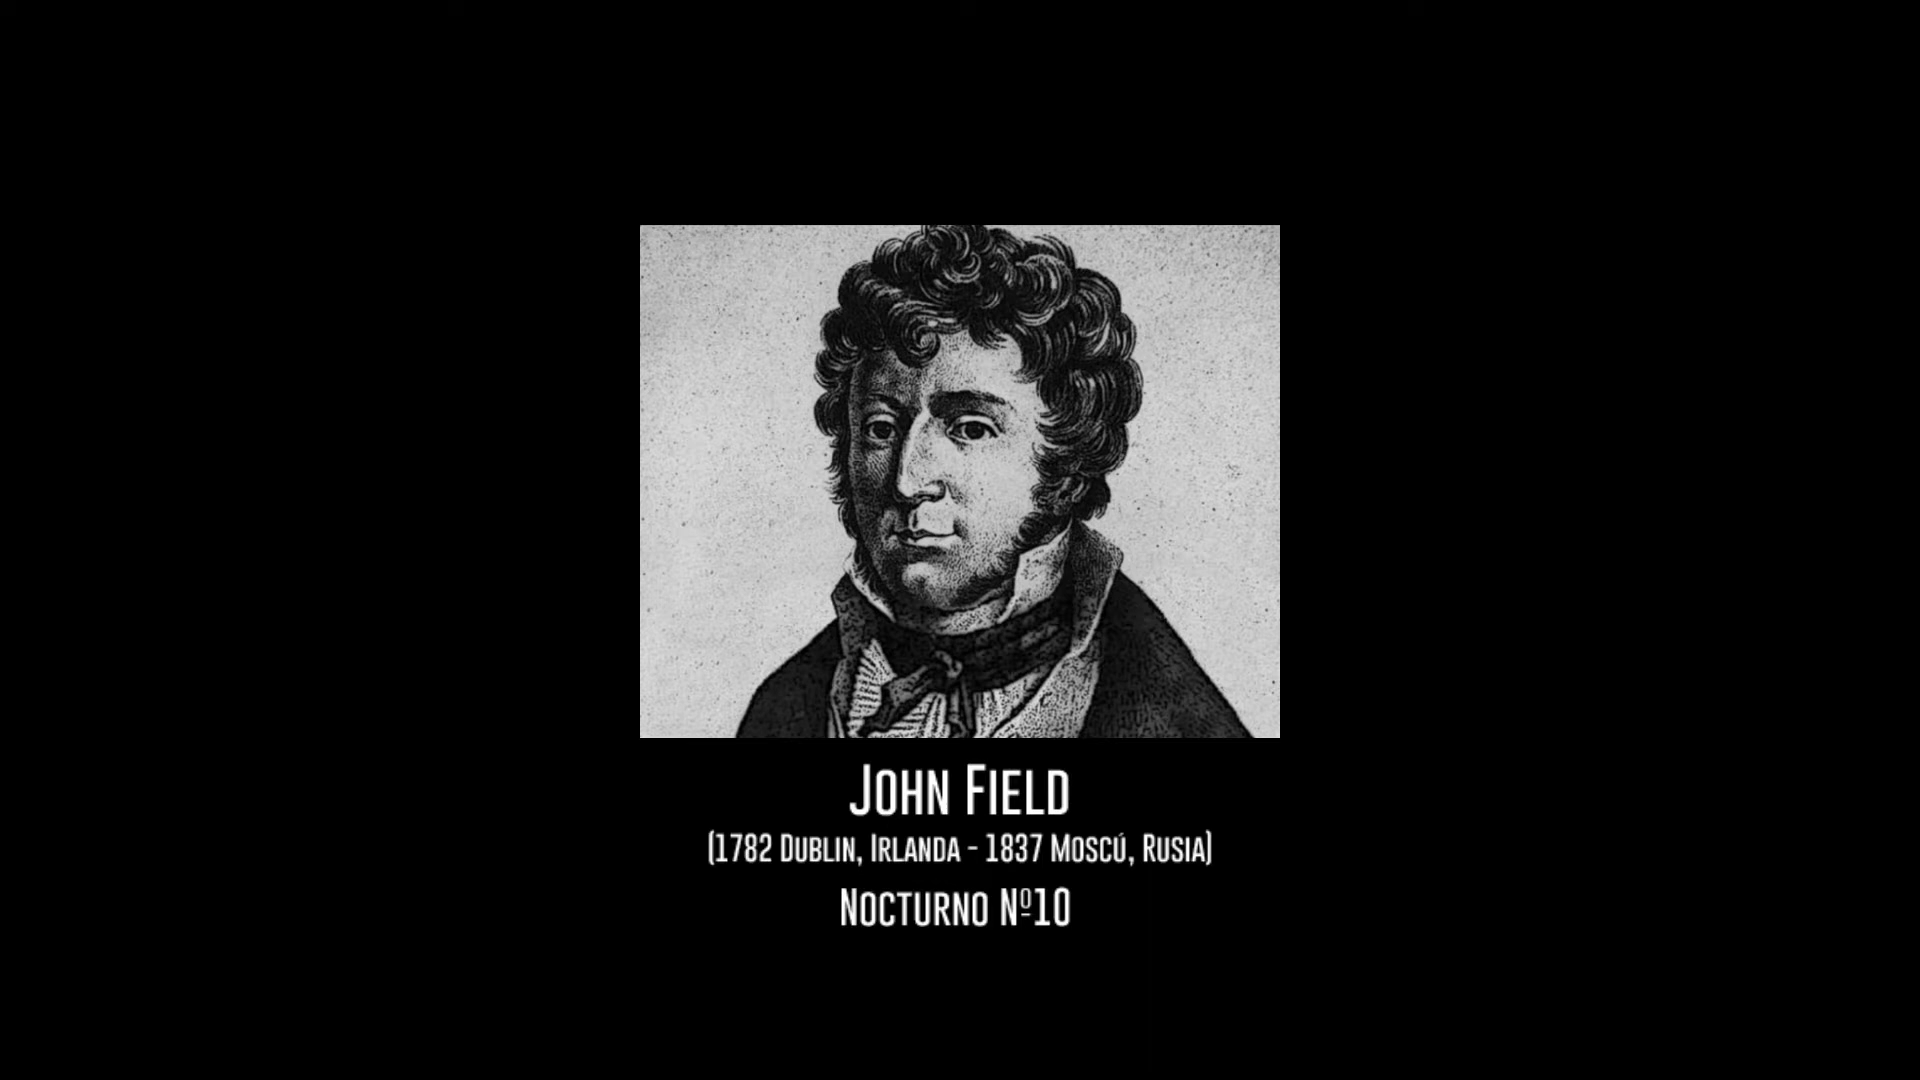 John Field
(1782 Dublin, Irlanda - 1837 Moscú, Rusia)
Nocturno Nº10